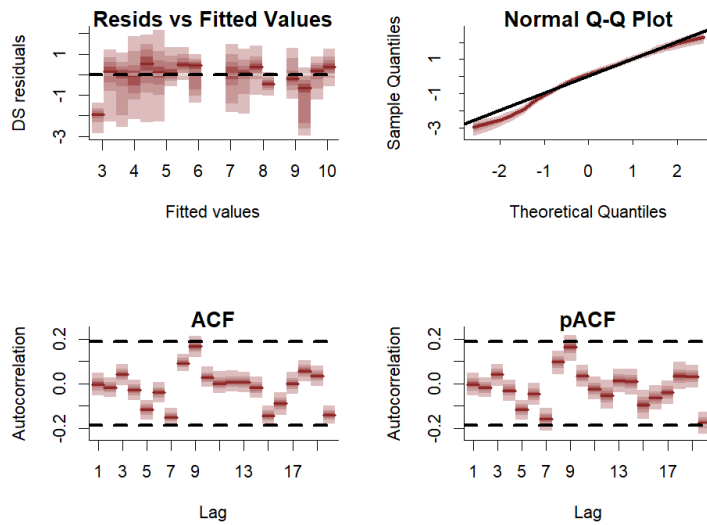 Resids vs Fitted Values
DS residuals
1
-1
-3
3 4 5 6 7 8 9 10
Fitted values
Normal Q-Q Plot
Sample Quantiles
1
-1
-3
-2 -1 0 1 2
Theoretical Quantiles
ACF
Autocorrelation
0.2
0.0
-0.2
1 3 5 7 9 13 17
Lag
pACF
Autocorrelation
0.2
0.0
-0.2
1 3 5 7 9 13 17
Lag